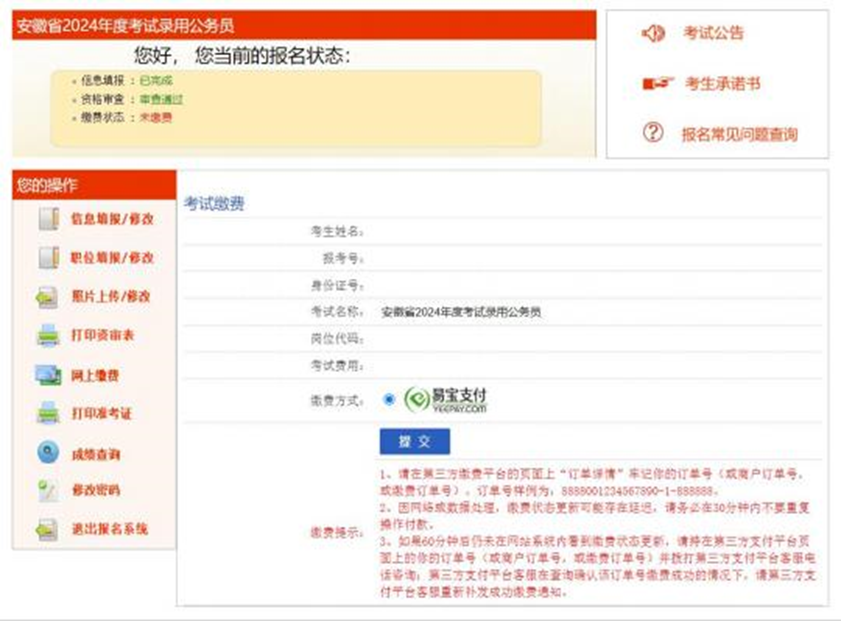 安徽省2024年度考试录用公务员
您好， 您当前的报名状态：
信息填报 ： 已完成
资格审查 ： 审查通过
缴费状态 ： 未缴费
考试公告
考生承诺书
报名常见问题查询
您的操作
信息填报/修改
职位填报/修改
照片上传/修改
打印资审表
网上缴费
打印准考证
成绩查询
修改密码
退出报名系统
考试缴费
考生姓名：
报考号：
身份证号：
考试名称： 安徽省2024年度考试录用公务员
岗位代码：
考试费用：
缴费方式： 易宝支付
YEEPAY.COM
提 交
缴费提示：
1、请在第三方缴费平台的页面上“订单详情”牢记你的订单号（或商户订单号，
或缴费订单号）。订单号样例为：8888001234567890-1-888888。
2、因网络或数据处理，缴费状态更新可能存在延迟，请务必在30分钟内不要重复
操作付款。
3、如果60分钟后仍未在网站系统内看到缴费状态更新，请持在第三方支付平台页
面上的你的订单号（或商户订单号，或缴费订单号）并拨打第三方支付平台客服电
话咨询；第三方支付平台客服在查询确认该订单号缴费成功的情况下，请第三方支
付平台客服重新补发成功缴费通知。